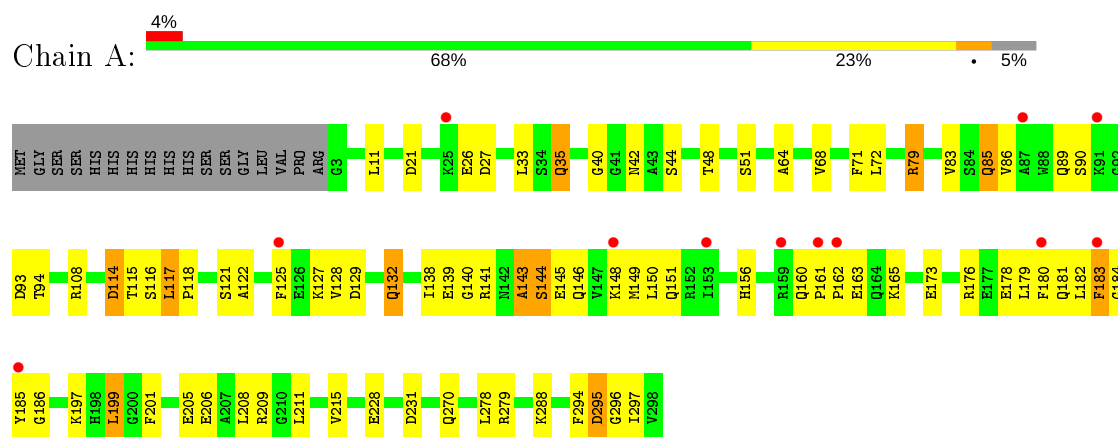 4%
Chain A:
68% 23% • 5%
MET GLY SER SER HIS HIS HIS HIS HIS HIS SER SER GLY LEU VAL PRO ARG G3 L11 D21 K25 E26 D27 L33 S34 Q35 G40 G41 N42 A43 S44 T48 S51 A64 V68 F71 L72 R79 V83 S84 Q85 V86 A87 W88 Q89 S90 K91
D93 T94 R108 D114 T115 S116 L117 P118 S121 A122 F125 E126 K127 V128 D129 Q132 I138 E139 G140 R141 N142 A143 S144 E145 Q146 V147 K148 M149 L150 Q151 R152 I153 H156 R159 Q160 P161 P162 E163 Q164 K165 E173 R176 E177 E178 L179 F180 Q181 L182 F183 G184
Y185 G186 K197 H198 L199 G200 F201 E205 E206 A207 L208 R209 G210 L211 V215 E228 D231 Q270 L278 R279 K288 F294 D295 G296 I297 V298